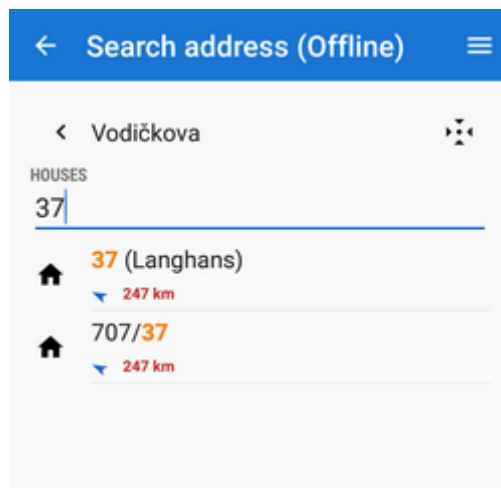 Search address (Offline)
Vodičkova
HOUSES
37
37 (Langhans)
247 km
707/37
247 km